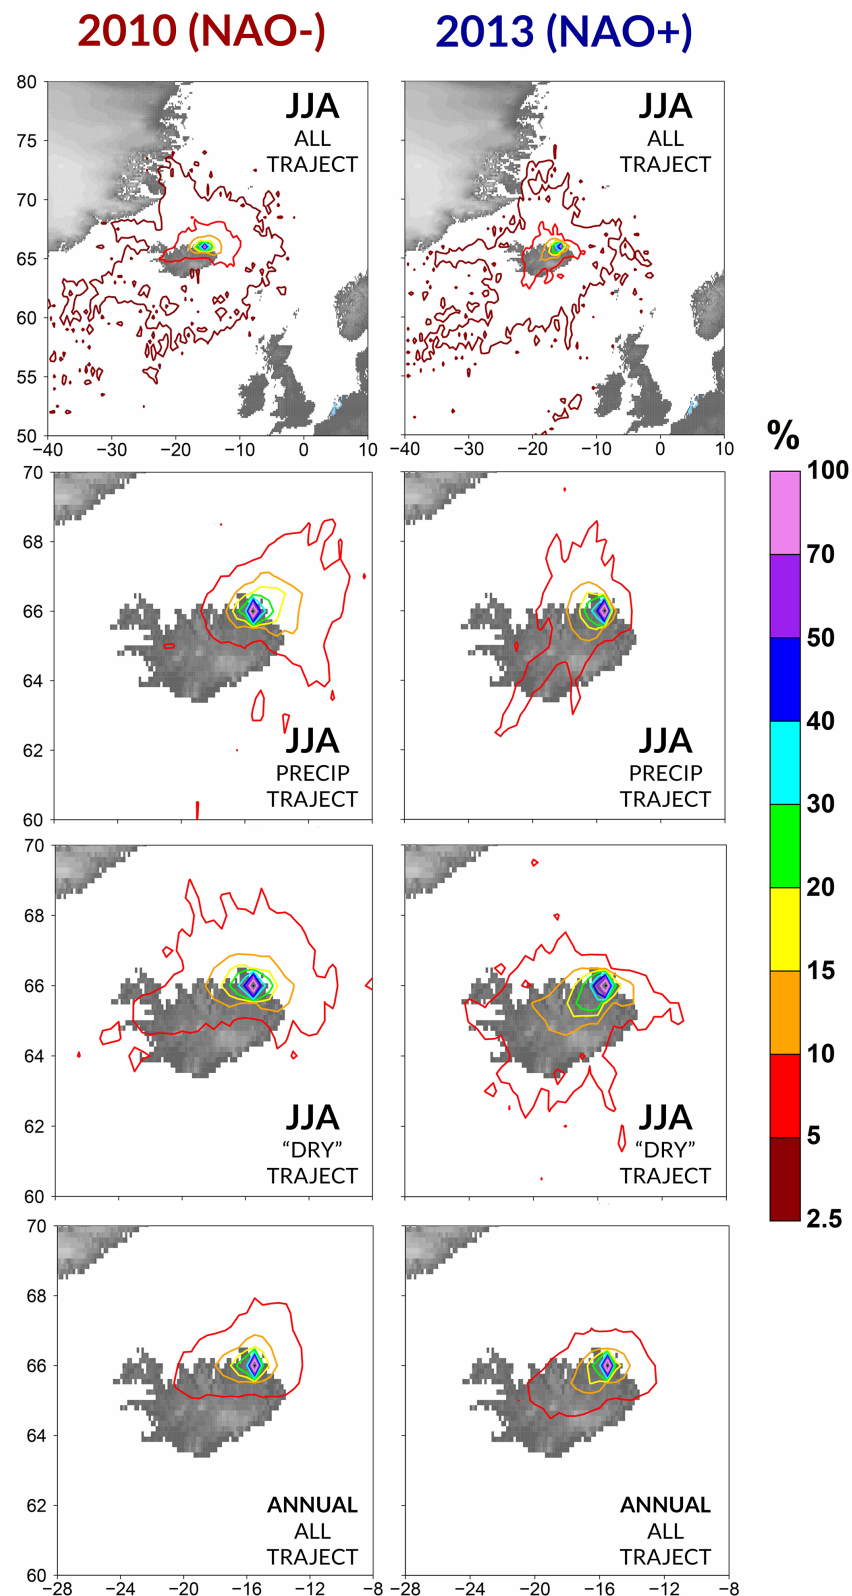 2010 (NAO-) 2013 (NAO+)
80
75
70
65
60
55
50
JJA
ALL
TRAJECT
JJA
ALL
TRAJECT
−40 −30 −20 −10 0 10
−40 −30 −20 −10 0 10
70
68
66
64
62
60
JJA
PRECIP
TRAJECT
JJA
PRECIP
TRAJECT
%
100
70
50
40
30
20
15
10
5
2.5
70
68
66
64
62
60
JJA
“DRY”
TRAJECT
JJA
“DRY”
TRAJECT
70
68
66
64
62
60
ANNUAL
ALL
TRAJECT
ANNUAL
ALL
TRAJECT
−28 −24 −20 −16 −12 −8
−28 −24 −20 −16 −12 −8